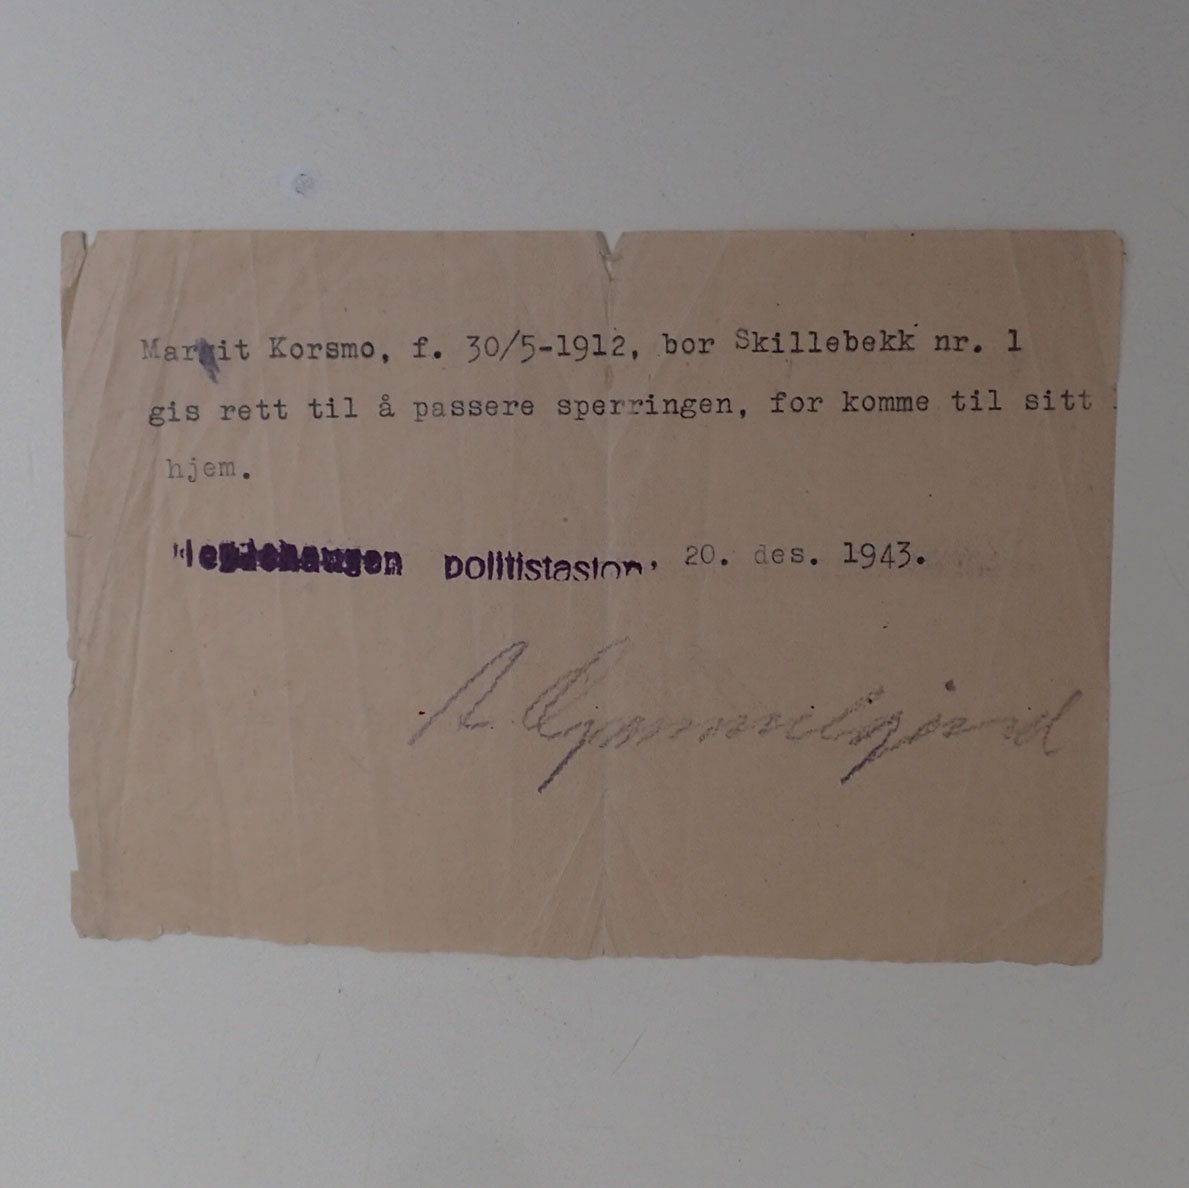 Margit Korsmo, f. 30/5-1912, bor Skillebekk nr. 1
gis rett til å passere sperringen, for komme til sitt
hjem.
politistasjon, 20. des. 1943.